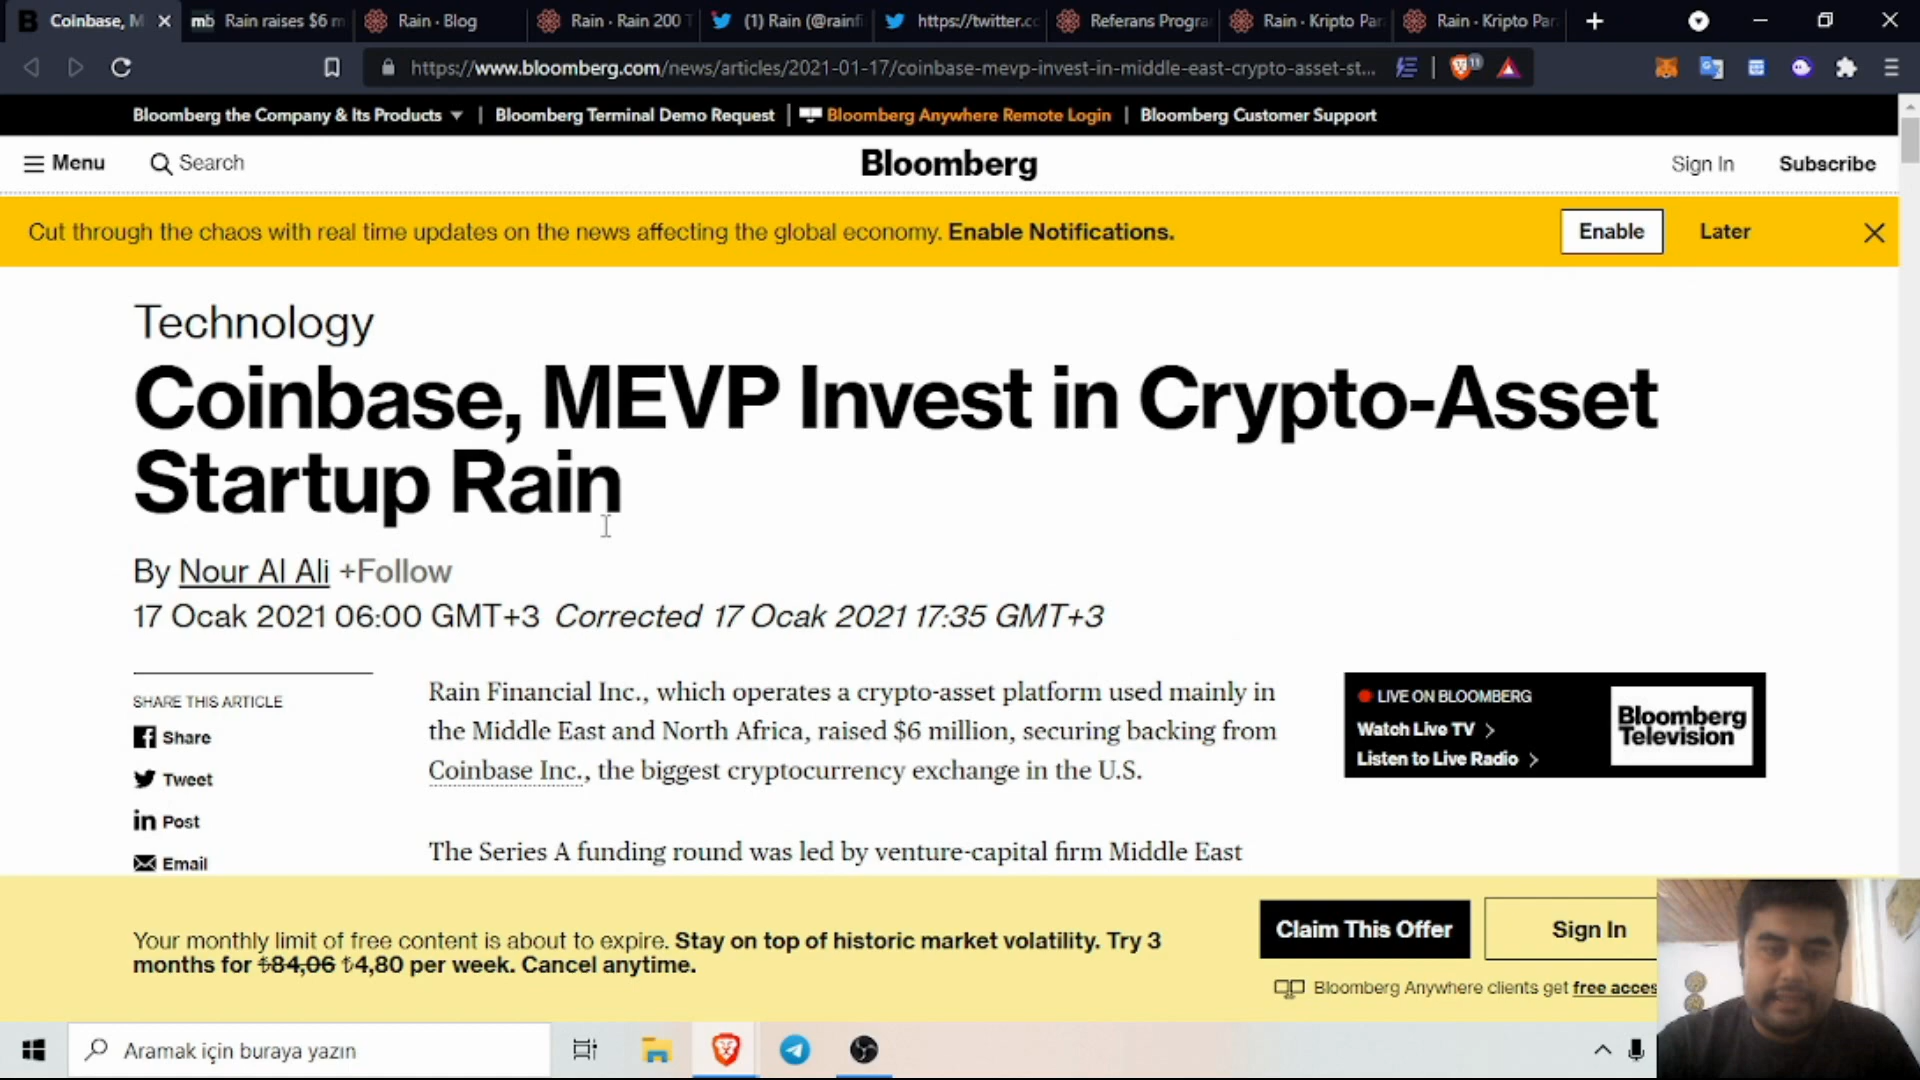 Coinbase, M
mb Rain raises $6 m
Rain · Blog
Rain · Rain 200 T
(1) Rain (@rainfi
https://twitter.co
Referans Progra
Rain · Kripto Par
Rain · Kripto Par
https://www.bloomberg.com/news/articles/2021-01-17/coinbase-mevp-invest-in-middle-east-crypto-asset-st...
11
Bloomberg the Company & Its Products | Bloomberg Terminal Demo Request | Bloomberg Anywhere Remote Login | Bloomberg Customer Support
Menu
Search
Bloomberg
Sign In
Subscribe
Cut through the chaos with real time updates on the news affecting the global economy. Enable Notifications.
Enable
Later
Technology
Coinbase, MEVP Invest in Crypto-Asset
Startup Rain
By Nour Al Ali +Follow
17 Ocak 2021 06:00 GMT+3 Corrected 17 Ocak 2021 17:35 GMT+3
SHARE THIS ARTICLE
Share
Tweet
in Post
Email
Rain Financial Inc., which operates a crypto-asset platform used mainly in
the Middle East and North Africa, raised $6 million, securing backing from
Coinbase Inc., the biggest cryptocurrency exchange in the U.S.
The Series A funding round was led by venture-capital firm Middle East
LIVE ON BLOOMBERG
Watch Live TV >
Listen to Live Radio >
Bloomberg
Television
Your monthly limit of free content is about to expire. Stay on top of historic market volatility. Try 3
months for ₺84,06 ₺4,80 per week. Cancel anytime.
Claim This Offer
Sign In
Bloomberg Anywhere clients get free acces
Aramak için buraya yazın